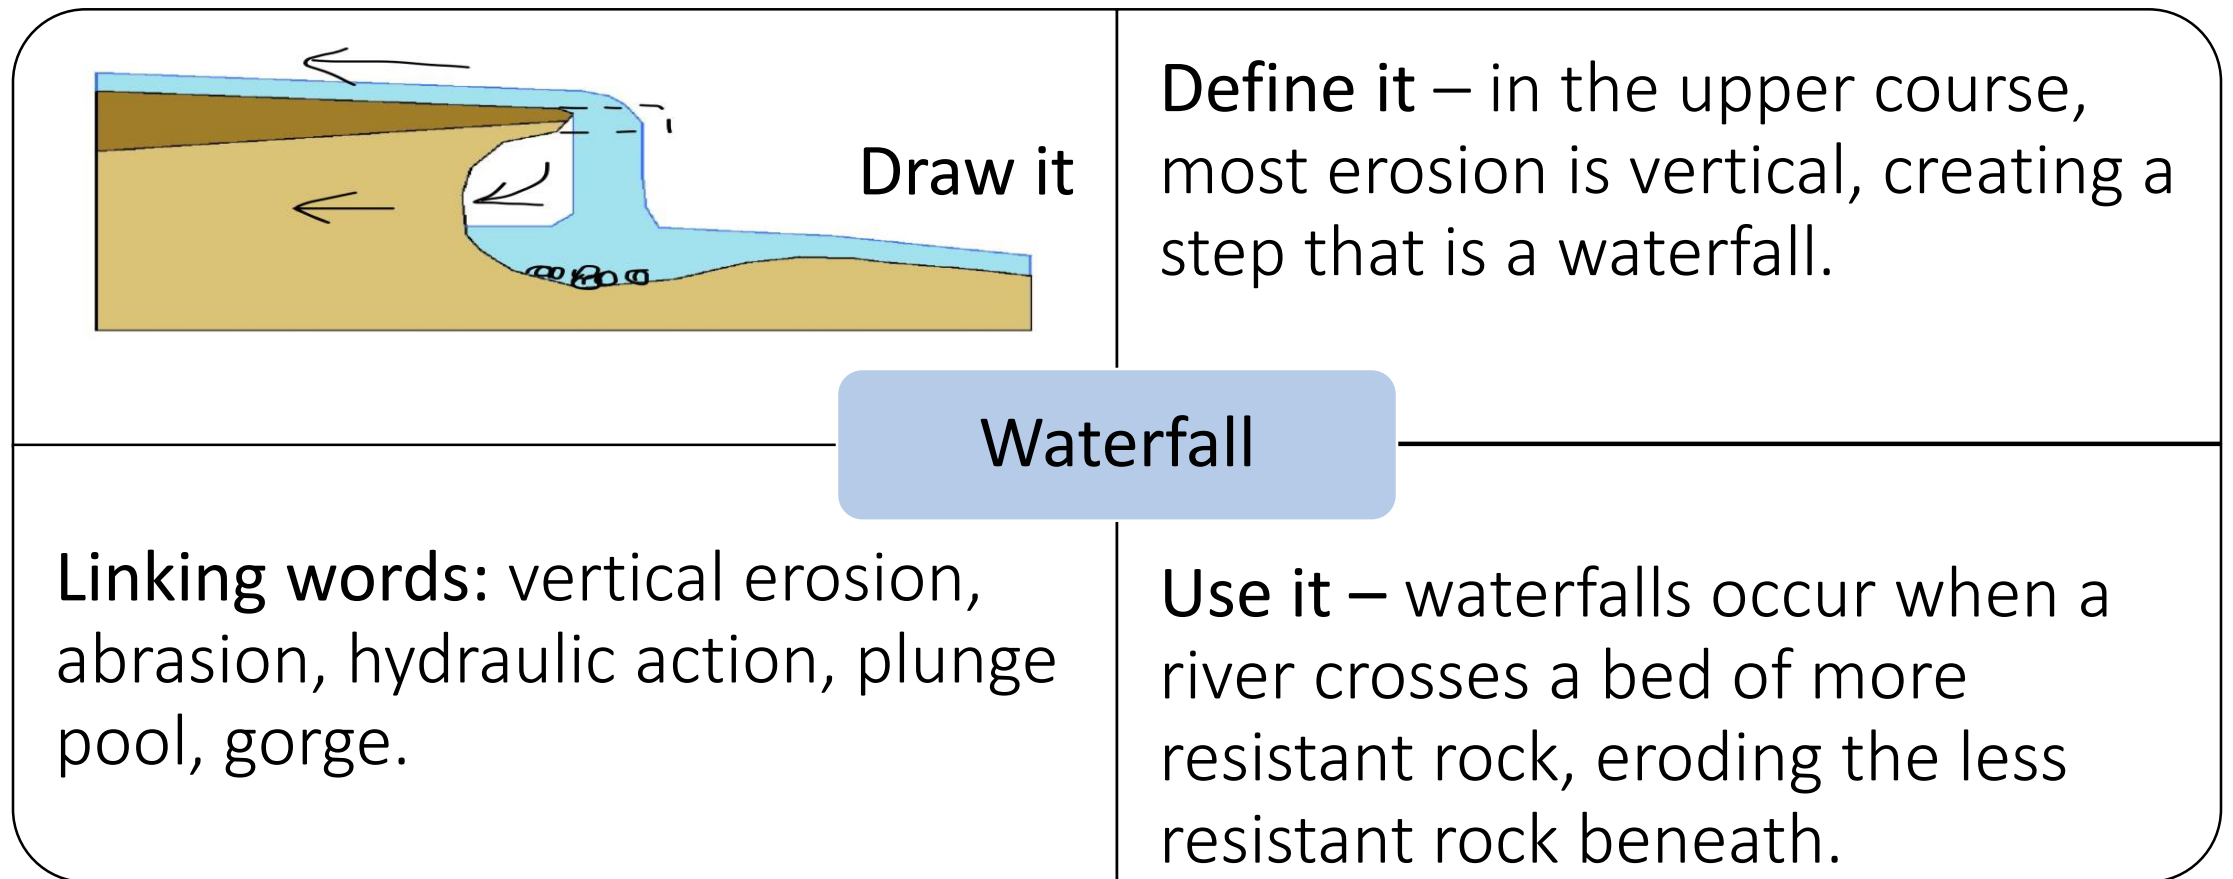 Draw it
Define it – in the upper course,
most erosion is vertical, creating a
step that is a waterfall.
Waterfall
Linking words: vertical erosion,
abrasion, hydraulic action, plunge
pool, gorge.
Use it – waterfalls occur when a
river crosses a bed of more
resistant rock, eroding the less
resistant rock beneath.